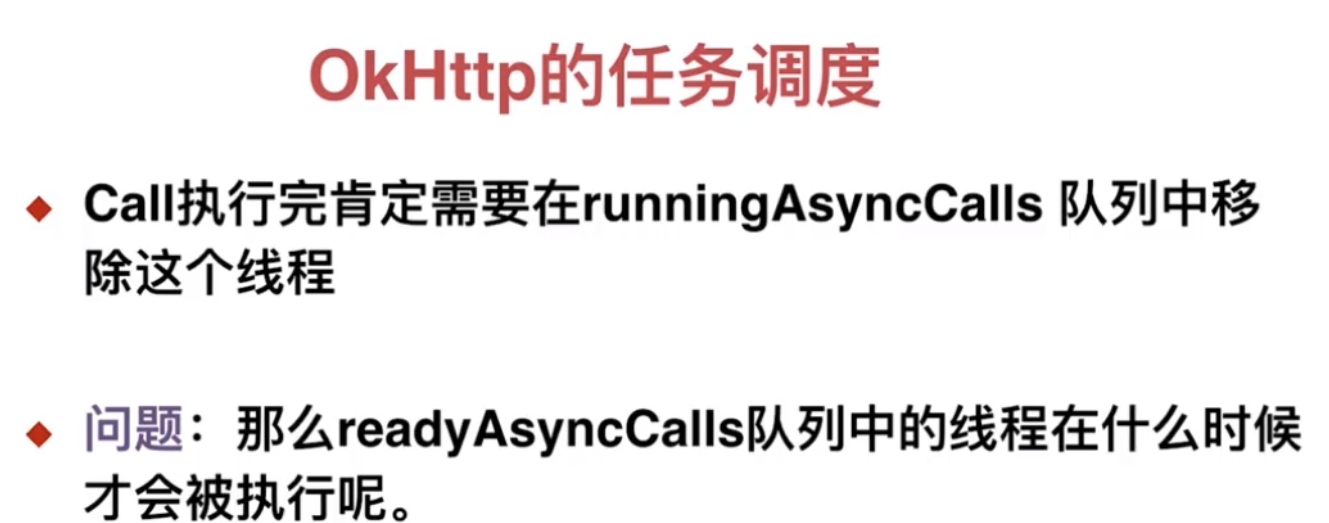 OkHttp的任务调度
Call执行完肯定需要在runningAsyncCalls 队列中移
除这个线程
问题：那么readyAsyncCalls队列中的线程在什么时候
才会被执行呢。